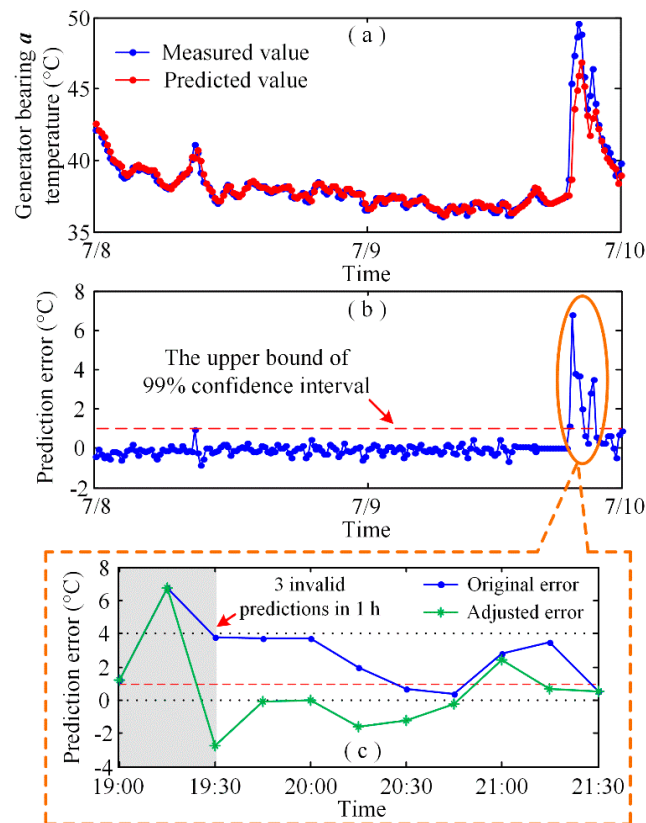 ( a )
Measured value
Predicted value
Generator bearing a
temperature (°C)
50
45
40
35
7/8
7/9
7/10
Time
( b )
Prediction error (°C)
8
6
4
2
0
-2
The upper bound of
99% confidence interval
7/8
7/9
7/10
Time
Prediction error (°C)
8
6
4
2
0
-2
-4
3 invalid
predictions in 1 h
Original error
Adjusted error
( c )
19:00
19:30
20:00
20:30
21:00
21:30
Time